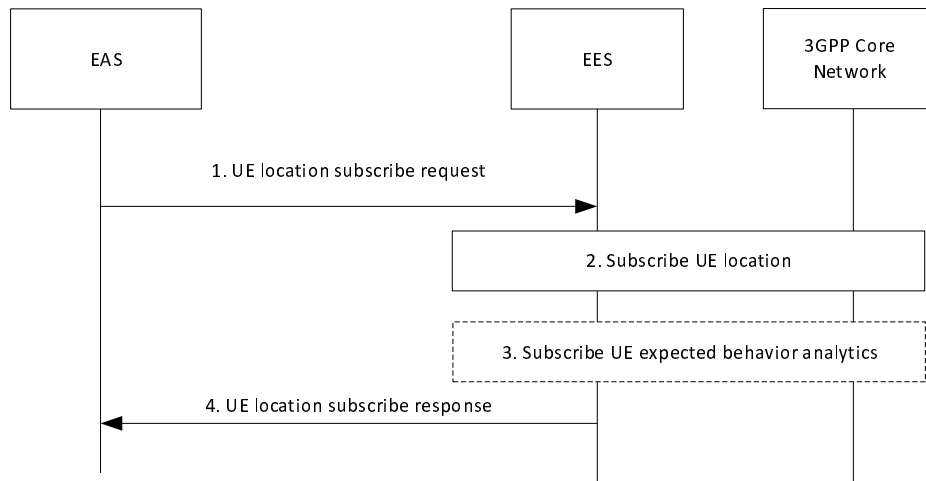 EAS
EES
3GPP Core
Network
1. UE location subscribe request
2. Subscribe UE location
3. Subscribe UE expected behavior analytics
4. UE location subscribe response